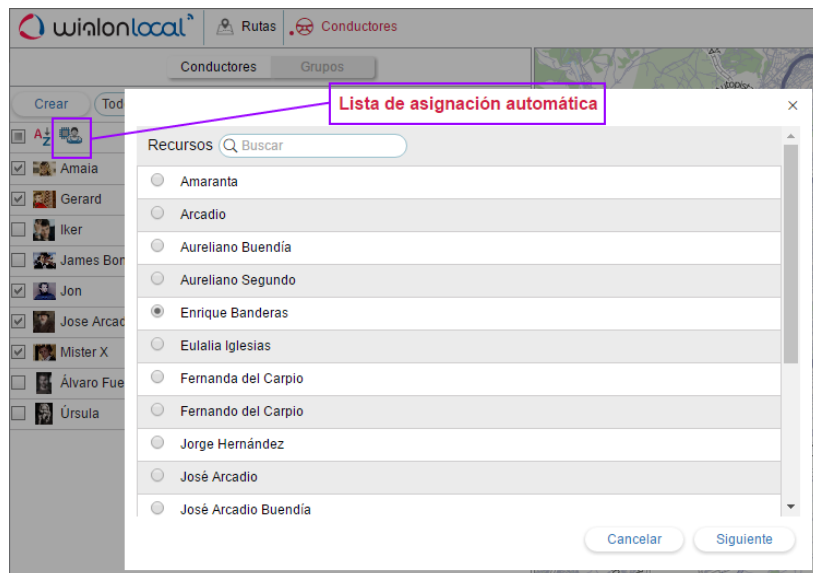 wialonlocal Rutas Conductores
Conductores Grupos
Crear Tod
Lista de asignación automática
Recursos Buscar
Amaia
Gerard
Iker
James Bon
Jon
Jose Arcad
Mister X
Álvaro Fue
Úrsula
Amaranta
Arcadio
Aureliano Buendía
Aureliano Segundo
Enrique Banderas
Eulalia Iglesias
Fernanda del Carpio
Fernando del Carpio
Jorge Hernández
José Arcadio
José Arcadio Buendía
Cancelar Siguiente